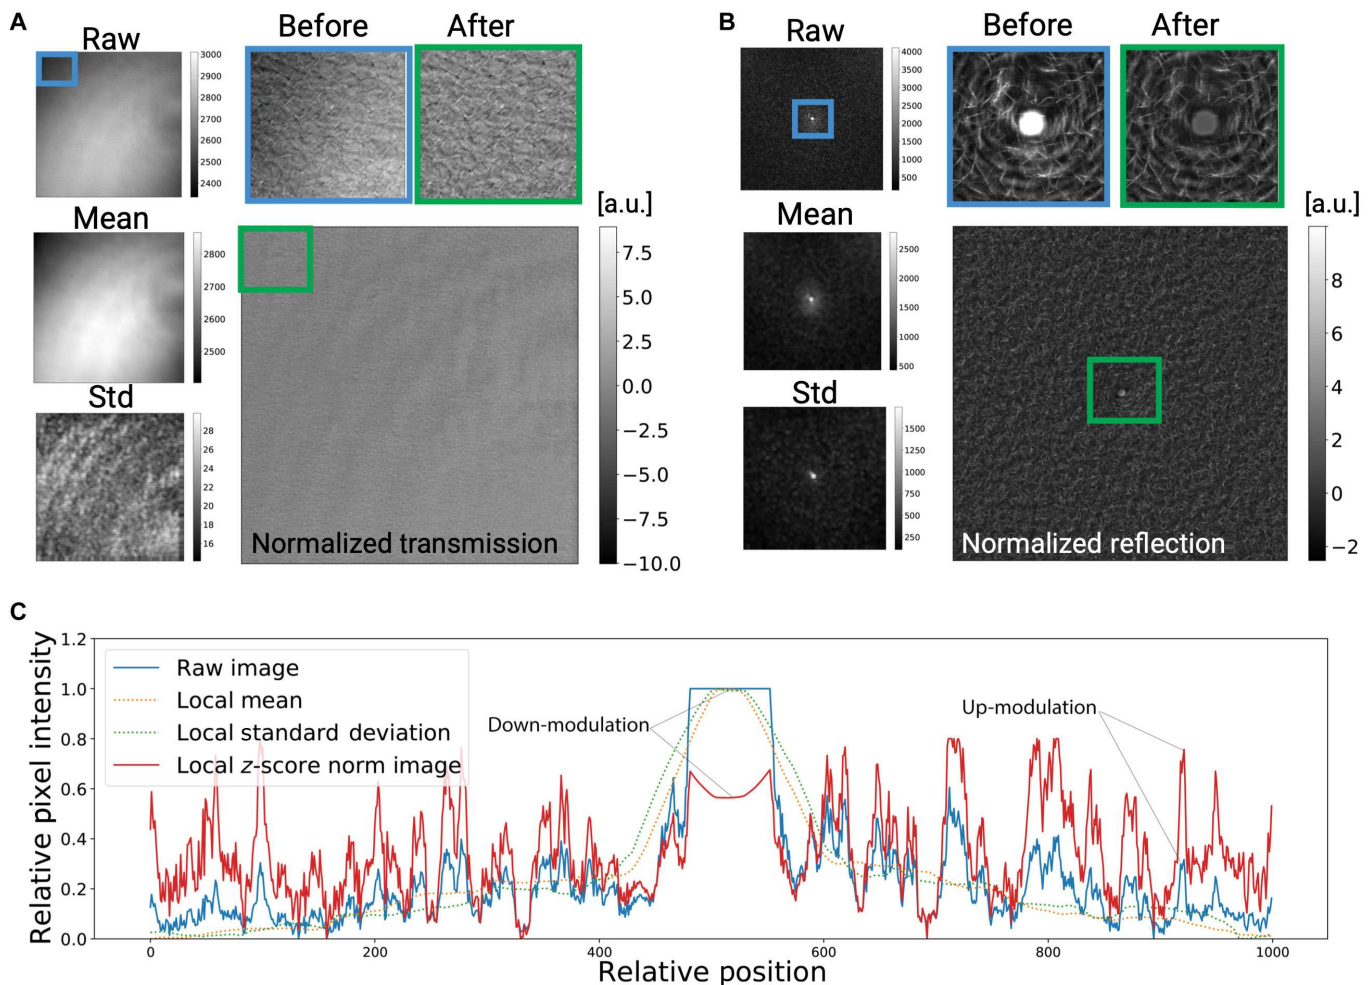 A
Raw
Before
After
3000
2900
2800
2700
2600
2500
2400
Mean
2800
2700
2600
2500
Std
28
26
24
22
20
18
16
[a.u.]
7.5
5.0
2.5
0.0
−2.5
−5.0
−7.5
−10.0
Normalized transmission
B
Raw
Before
After
4000
3500
3000
2500
2000
1500
1000
500
Mean
2500
2000
1500
1000
500
Std
1500
1250
1000
750
500
250
[a.u.]
8
6
4
2
0
−2
Normalized reflection
C
Relative pixel intensity
1.2
1.0
0.8
0.6
0.4
0.2
0.0
Raw image
Local mean
Local standard deviation
Local z-score norm image
Down-modulation
Up-modulation
0
200
400
600
800
1000
Relative position